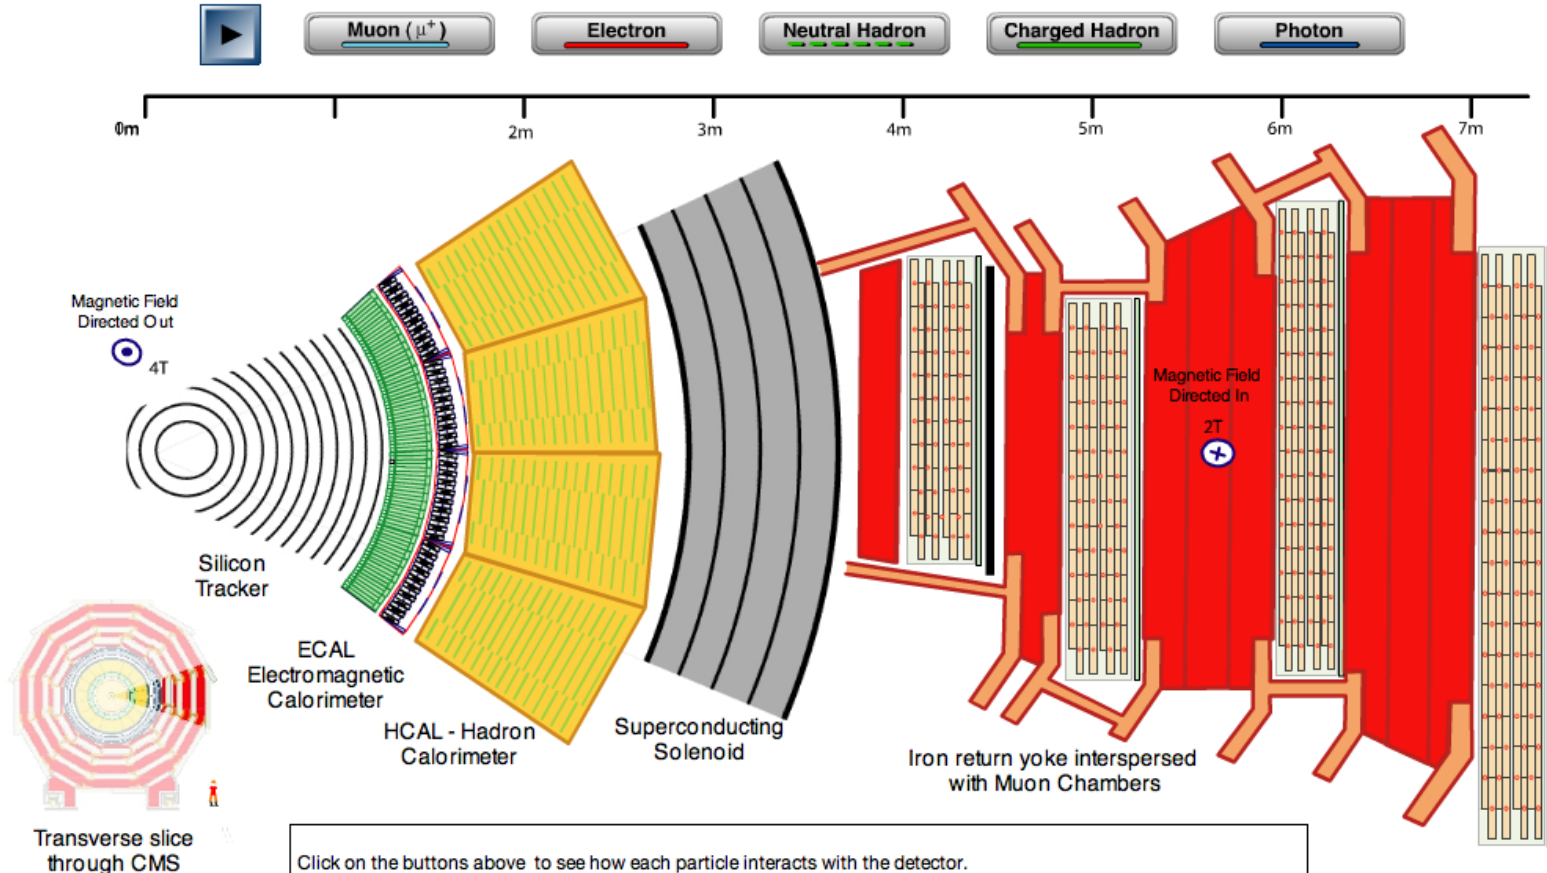 Muon (μ⁺)
Electron
Neutral Hadron
Charged Hadron
Photon
0m
2m
3m
4m
5m
6m
7m
Magnetic Field
Directed Out
4T
Magnetic Field
Directed In
2T
Silicon
Tracker
ECAL
Electromagnetic
Calorimeter
HCAL - Hadron
Calorimeter
Superconducting
Solenoid
Iron return yoke interspersed
with Muon Chambers
Transverse slice
through CMS
Click on the buttons above to see how each particle interacts with the detector.